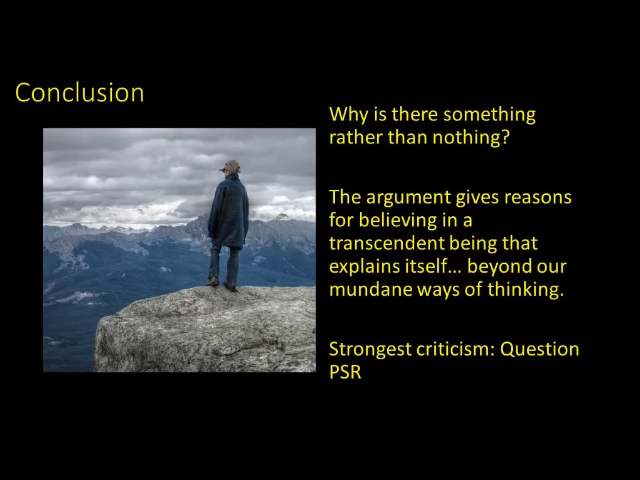 Conclusion
Why is there something
rather than nothing?
The argument gives reasons
for believing in a
transcendent being that
explains itself... beyond our
mundane ways of thinking.
Strongest criticism: Question
PSR